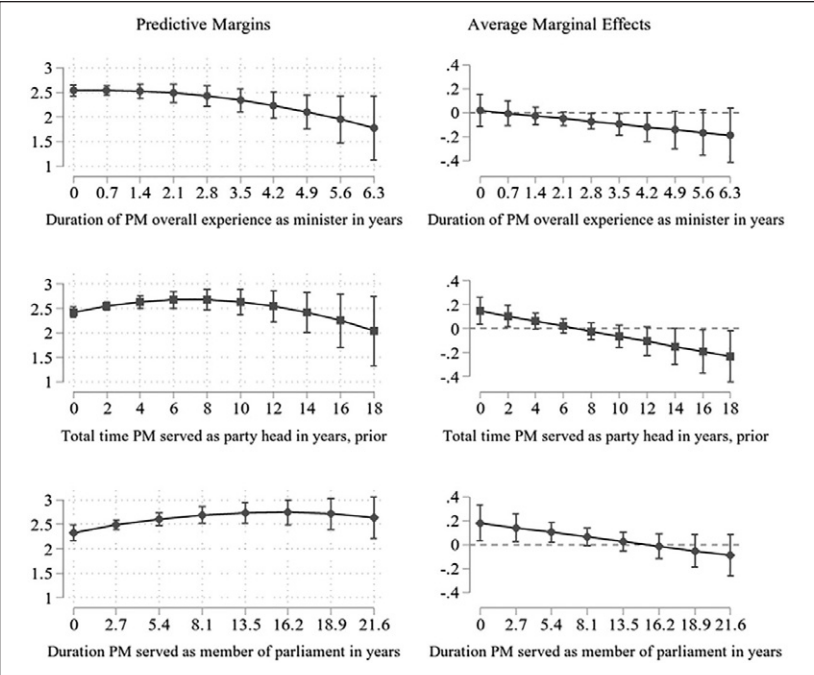 Predictive Margins
Average Marginal Effects
3
2.5
2
1.5
1
0 0.7 1.4 2.1 2.8 3.5 4.2 4.9 5.6 6.3
Duration of PM overall experience as minister in years
.4
.2
0
-.2
-.4
0 0.7 1.4 2.1 2.8 3.5 4.2 4.9 5.6 6.3
Duration of PM overall experience as minister in years
3
2.5
2
1.5
1
0 2 4 6 8 10 12 14 16 18
Total time PM served as party head in years, prior
.4
.2
0
-.2
-.4
0 2 4 6 8 10 12 14 16 18
Total time PM served as party head in years, prior
3
2.5
2
1.5
1
0 2.7 5.4 8.1 13.5 16.2 18.9 21.6
Duration PM served as member of parliament in years
.4
.2
0
-.2
-.4
0 2.7 5.4 8.1 13.5 16.2 18.9 21.6
Duration PM served as member of parliament in years